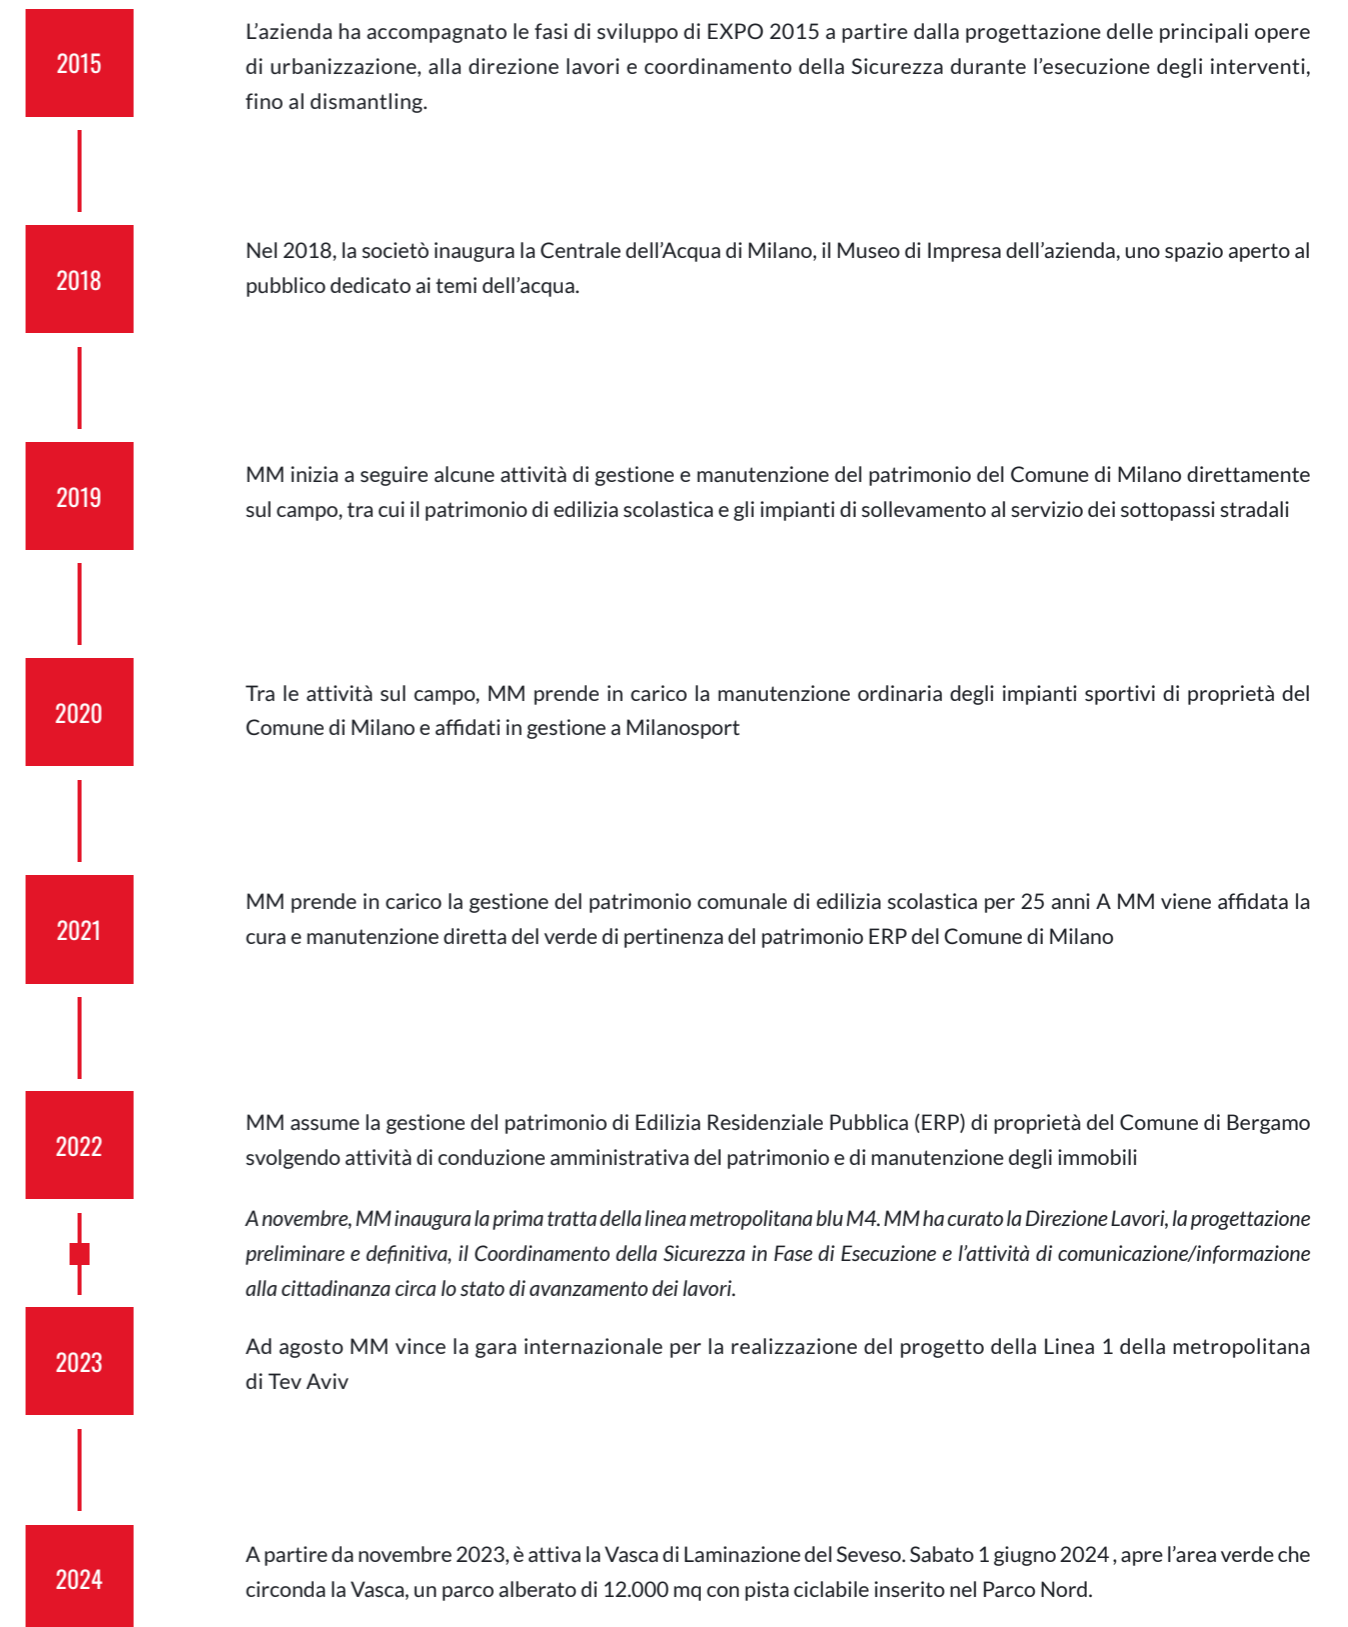 2015
L’azienda ha accompagnato le fasi di sviluppo di EXPO 2015 a partire dalla progettazione delle principali opere
di urbanizzazione, alla direzione lavori e coordinamento della Sicurezza durante l’esecuzione degli interventi,
fino al dismantling.
2018
Nel 2018, la societò inaugura la Centrale dell’Acqua di Milano, il Museo di Impresa dell’azienda, uno spazio aperto al
pubblico dedicato ai temi dell’acqua.
2019
MM inizia a seguire alcune attività di gestione e manutenzione del patrimonio del Comune di Milano direttamente
sul campo, tra cui il patrimonio di edilizia scolastica e gli impianti di sollevamento al servizio dei sottopassi stradali
2020
Tra le attività sul campo, MM prende in carico la manutenzione ordinaria degli impianti sportivi di proprietà del
Comune di Milano e affidati in gestione a Milanosport
2021
MM prende in carico la gestione del patrimonio comunale di edilizia scolastica per 25 anni A MM viene affidata la
cura e manutenzione diretta del verde di pertinenza del patrimonio ERP del Comune di Milano
2022
MM assume la gestione del patrimonio di Edilizia Residenziale Pubblica (ERP) di proprietà del Comune di Bergamo
svolgendo attività di conduzione amministrativa del patrimonio e di manutenzione degli immobili
A novembre, MM inaugura la prima tratta della linea metropolitana blu M4. MM ha curato la Direzione Lavori, la progettazione
preliminare e definitiva, il Coordinamento della Sicurezza in Fase di Esecuzione e l’attività di comunicazione/informazione
alla cittadinanza circa lo stato di avanzamento dei lavori.
2023
Ad agosto MM vince la gara internazionale per la realizzazione del progetto della Linea 1 della metropolitana
di Tev Aviv
2024
A partire da novembre 2023, è attiva la Vasca di Laminazione del Seveso. Sabato 1 giugno 2024 , apre l’area verde che
circonda la Vasca, un parco alberato di 12.000 mq con pista ciclabile inserito nel Parco Nord.